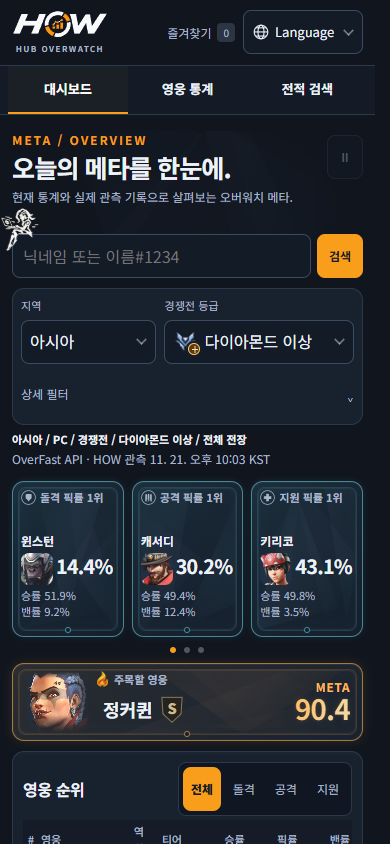 HOW
HUB OVERWATCH
즐겨찾기 0
Language
대시보드 영웅 통계 전적 검색
META / OVERVIEW
오늘의 메타를 한눈에.
현재 통계와 실제 관측 기록으로 살펴보는 오버워치 메타.
닉네임 또는 이름#1234 검색
지역 경쟁전 등급
아시아 다이아몬드 이상
상세 필터
아시아 / PC / 경쟁전 / 다이아몬드 이상 / 전체 전장
OverFast API · HOW 관측 11. 21. 오후 10:03 KST
돌격 픽률 1위 공격 픽률 1위 지원 픽률 1위
윈스턴 캐서디 키리코
14.4% 30.2% 43.1%
승률 51.9% 승률 49.4% 승률 49.8%
밴률 9.2% 밴률 12.4% 밴률 3.5%
주목할 영웅
정커퀸 S
META
90.4
영웅 순위 전체 돌격 공격 지원
# 영웅 역 티어 승률 픽률 밴률